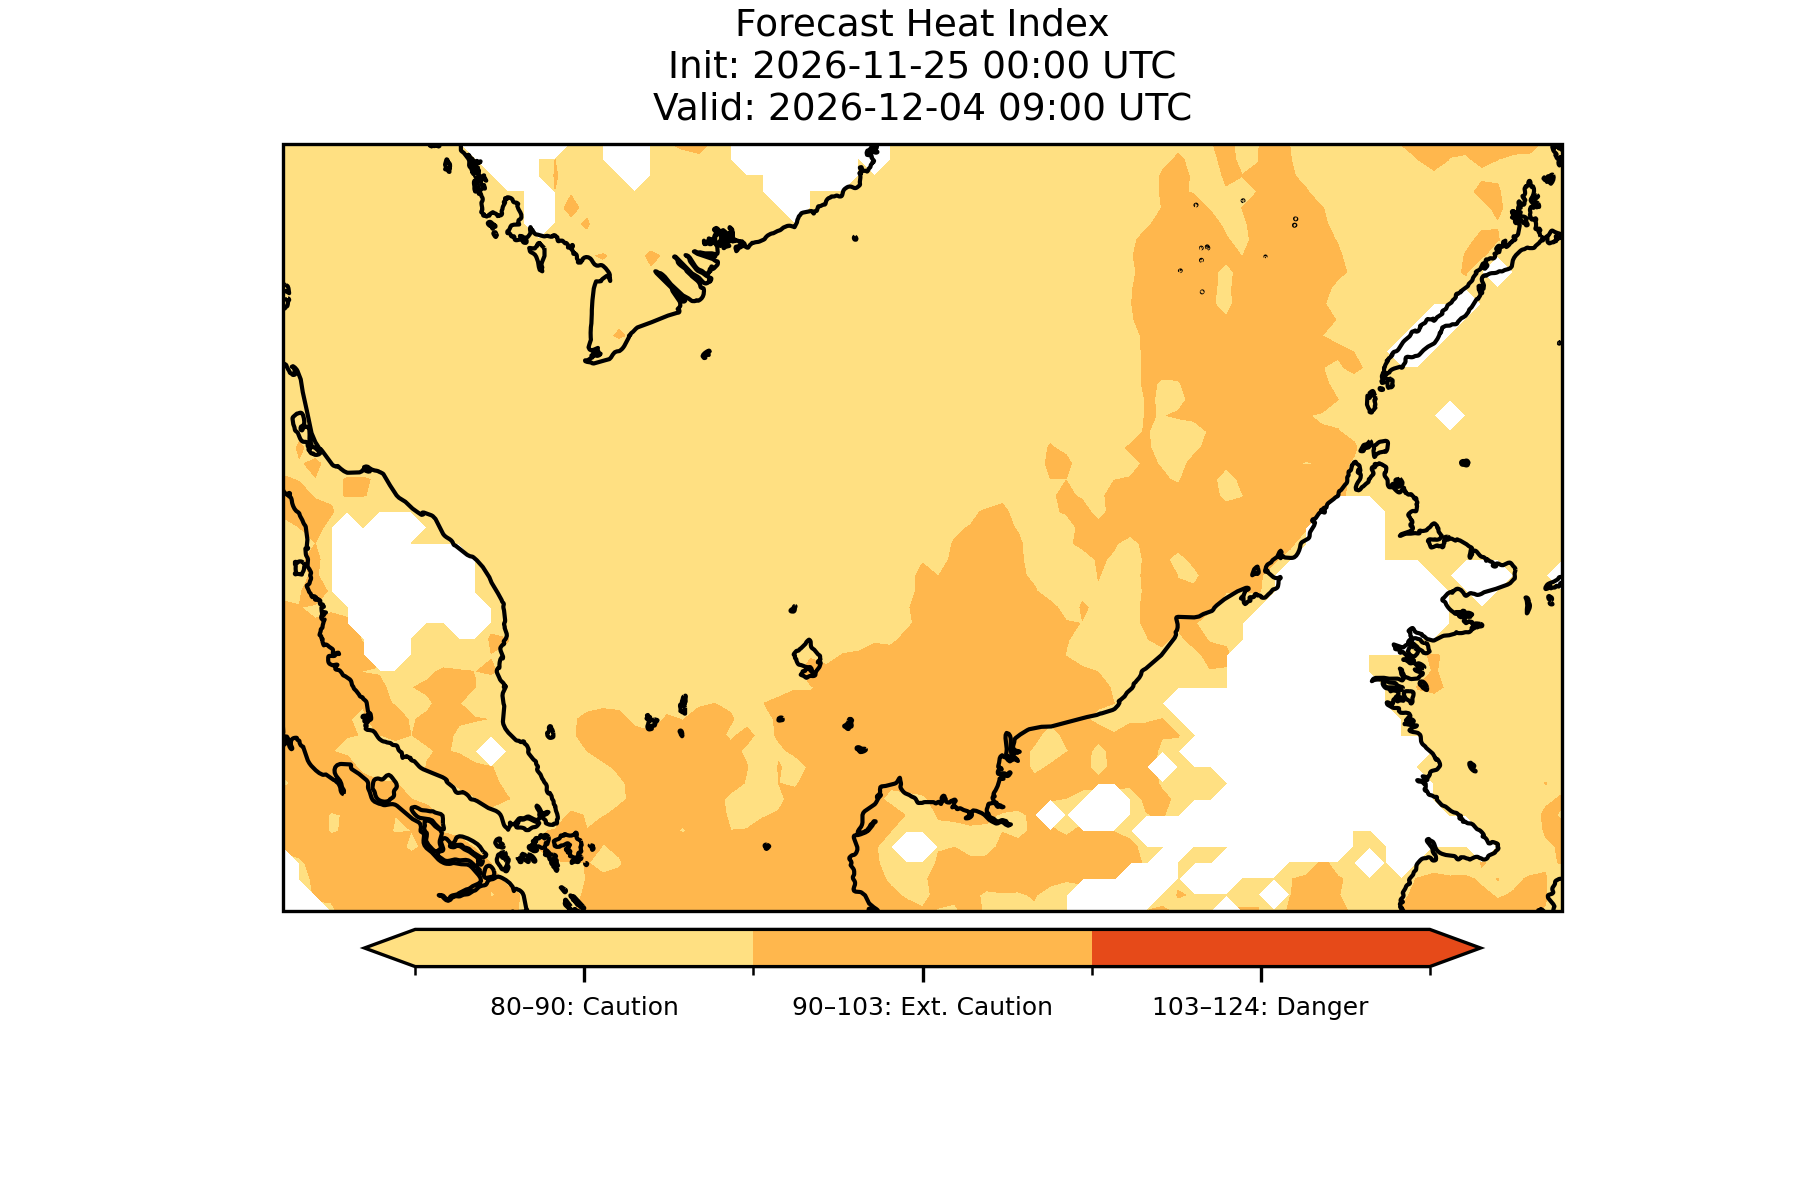 Forecast Heat Index
Init: 2026-11-25 00:00 UTC
Valid: 2026-12-04 09:00 UTC
80–90: Caution
90–103: Ext. Caution
103–124: Danger